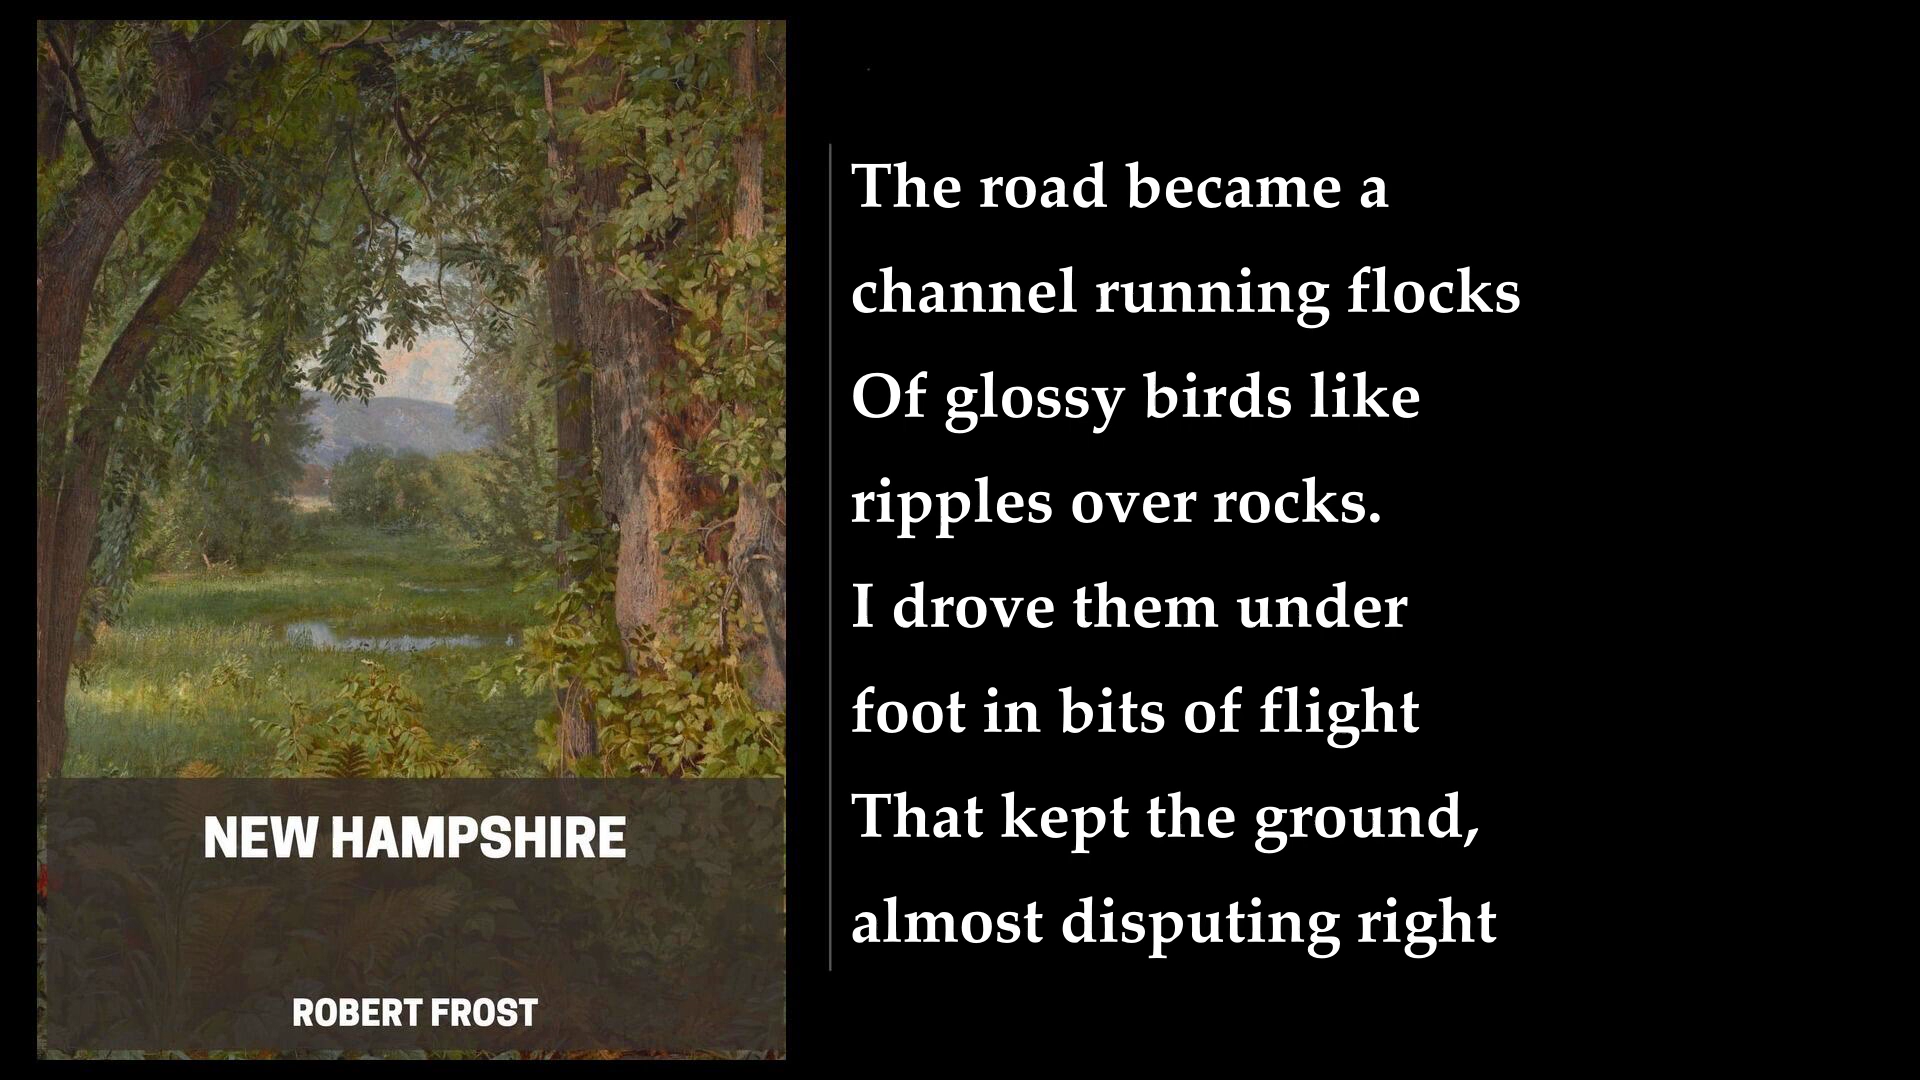 NEW HAMPSHIRE
ROBERT FROST
The road became a
channel running flocks
Of glossy birds like
ripples over rocks.
I drove them under
foot in bits of flight
That kept the ground,
almost disputing right